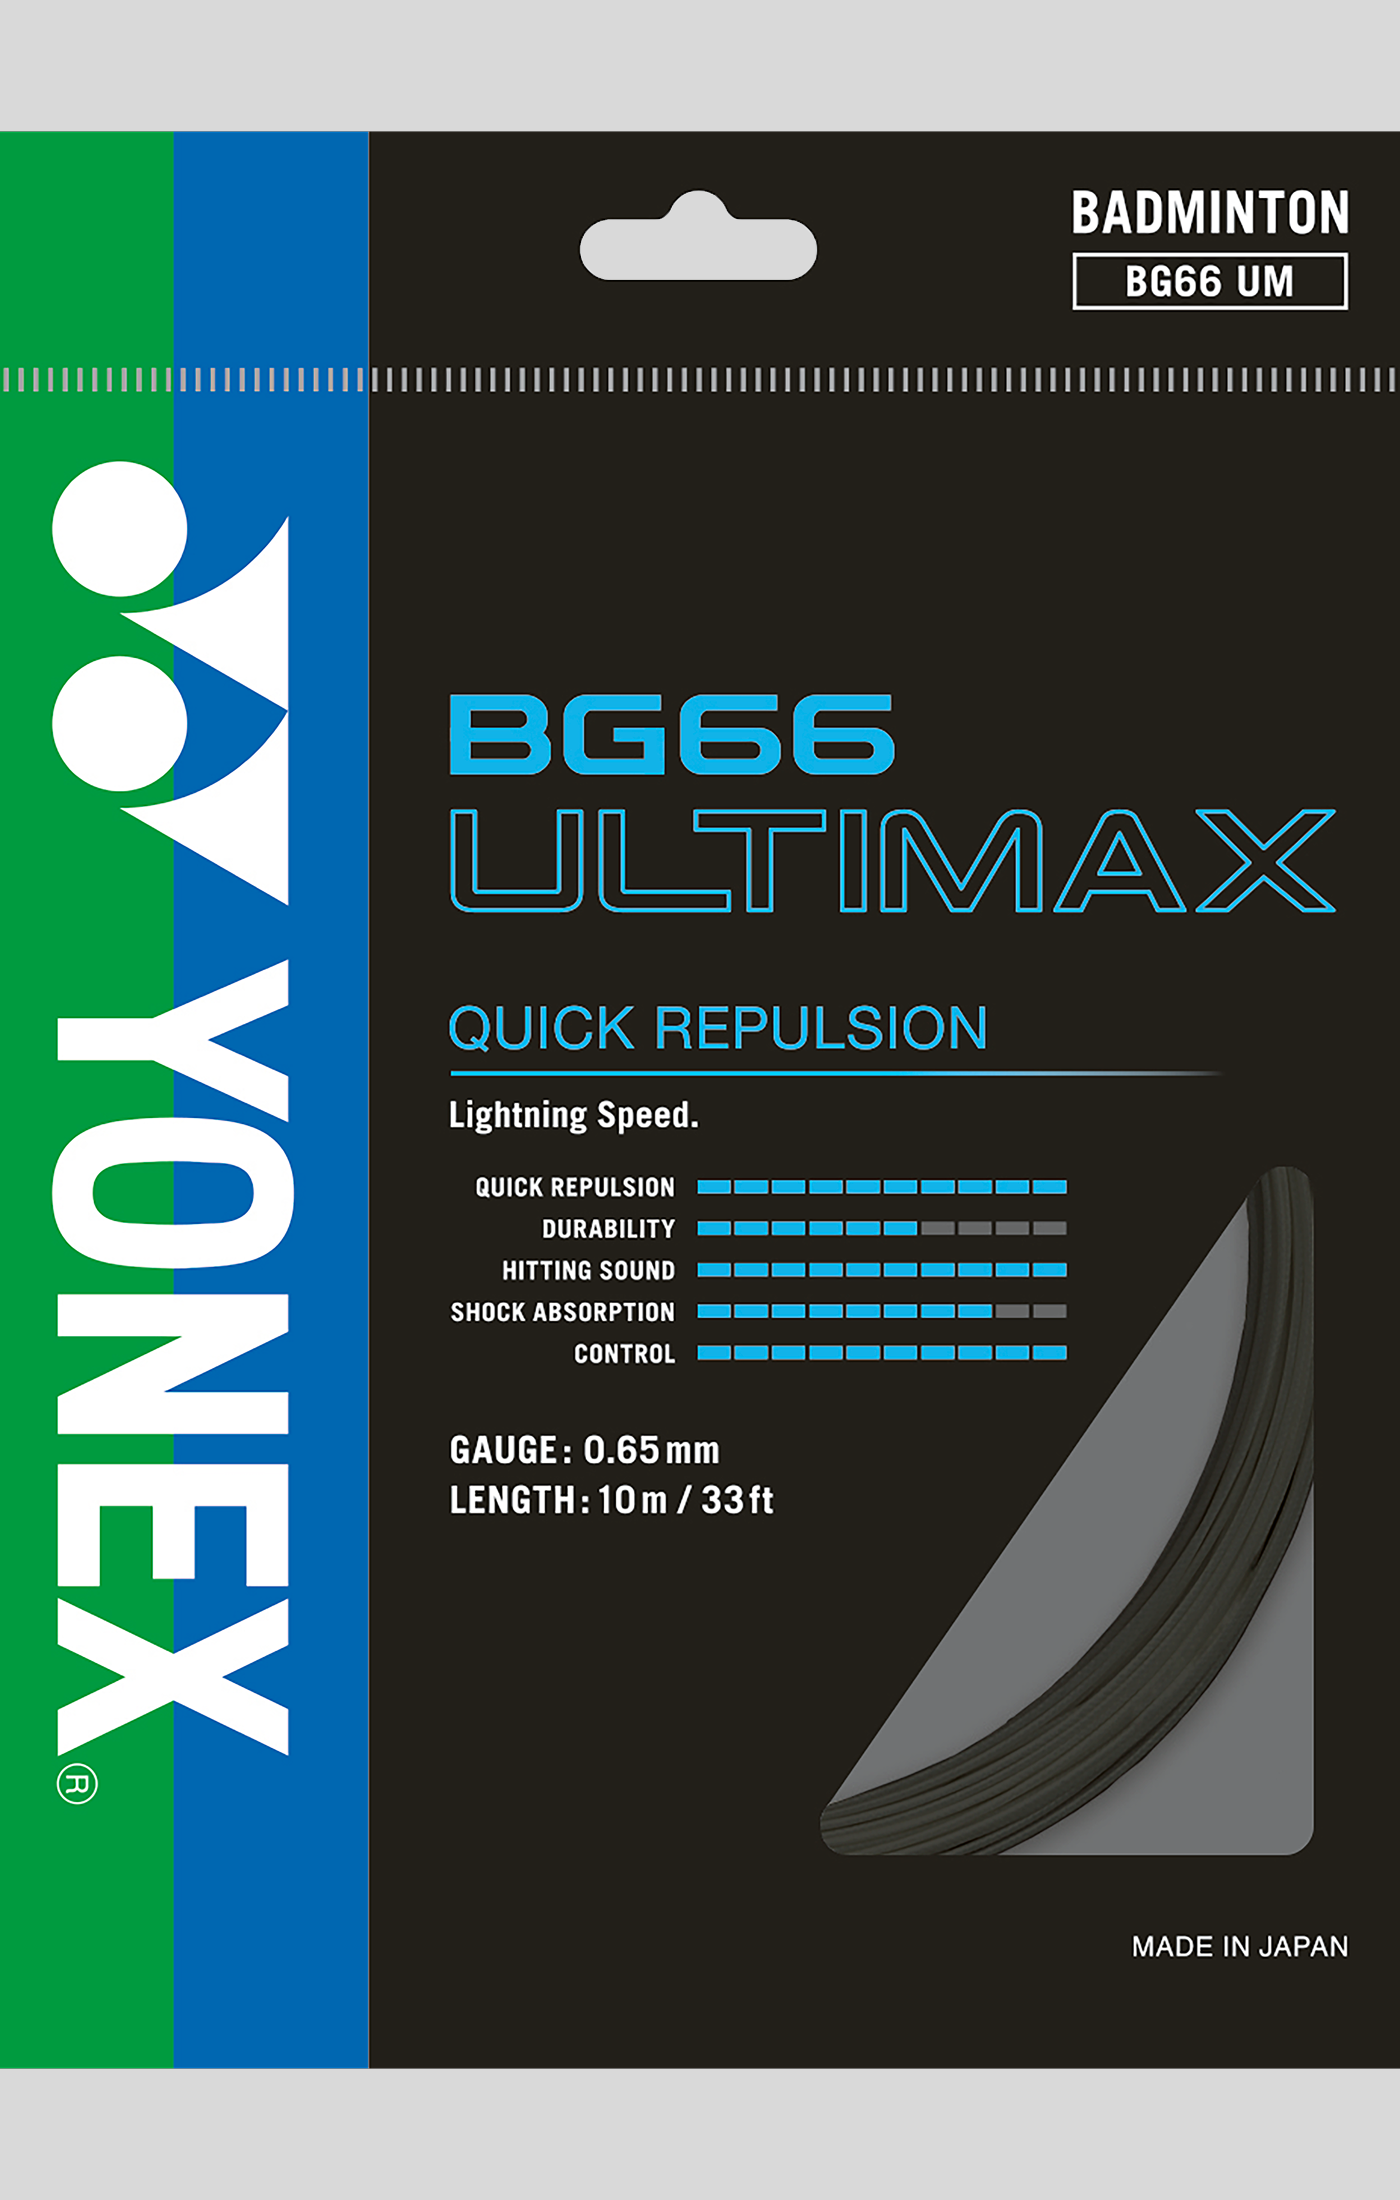 BADMINTON
BG66 UM
YONEX®
BG66
ULTIMAX
QUICK REPULSION
Lightning Speed.
QUICK REPULSION
DURABILITY
HITTING SOUND
SHOCK ABSORPTION
CONTROL
GAUGE: 0.65mm
LENGTH: 10m / 33ft
MADE IN JAPAN